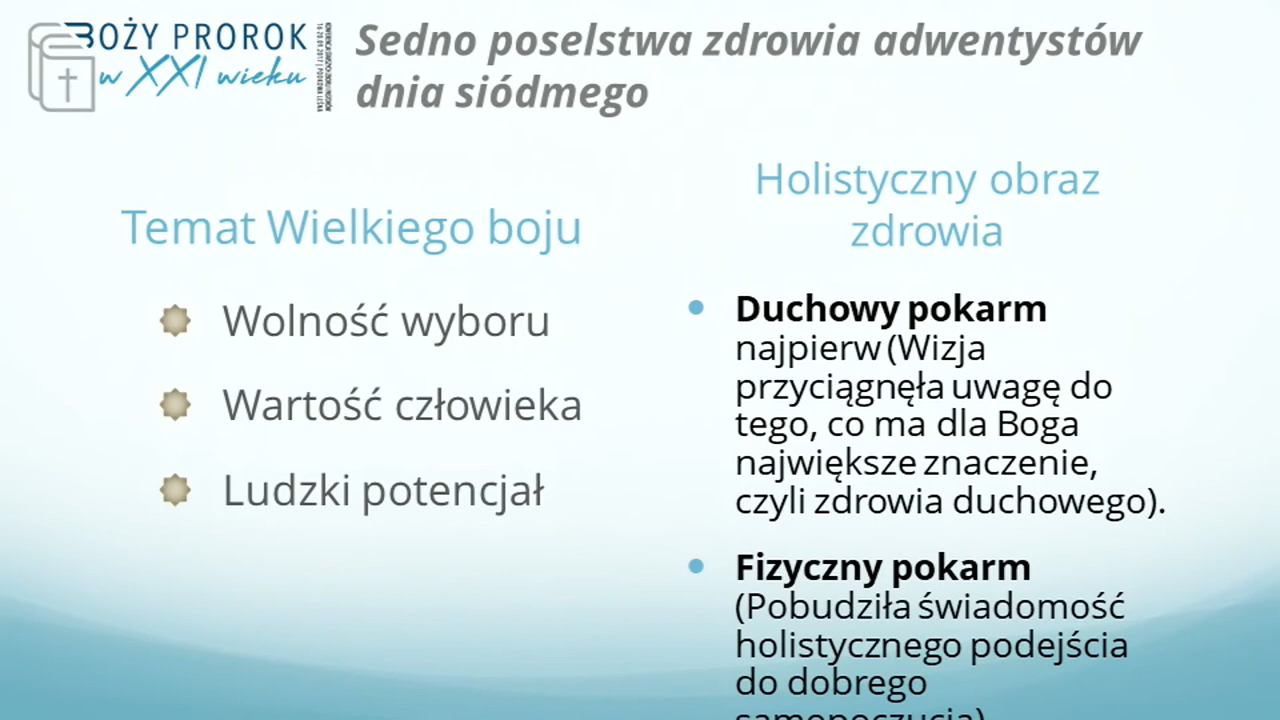 BOŻY PROROK
w XXI wieku
Sedno poselstwa zdrowia adwentystów
dnia siódmego
Temat Wielkiego boju
Wolność wyboru
Wartość człowieka
Ludzki potencjał
Holistyczny obraz
zdrowia
Duchowy pokarm
najpierw (Wizja
przyciągnęła uwagę do
tego, co ma dla Boga
największe znaczenie,
czyli zdrowia duchowego).
Fizyczny pokarm
(Pobudziła świadomość
holistycznego podejścia
do dobrego
samopoczucia)